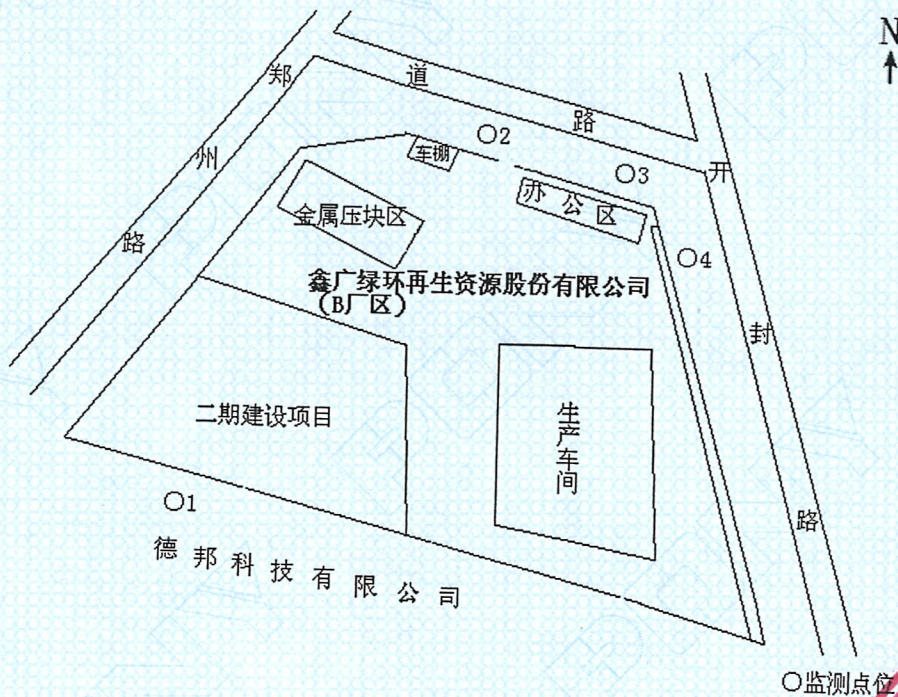 N
郑州路
道路
开封路
○2
车棚
○3
办公区
金属压块区
○4
鑫广绿环再生资源股份有限公司
（B厂区）
二期建设项目
生产车间
○1
德邦科技有限公司
○监测点位